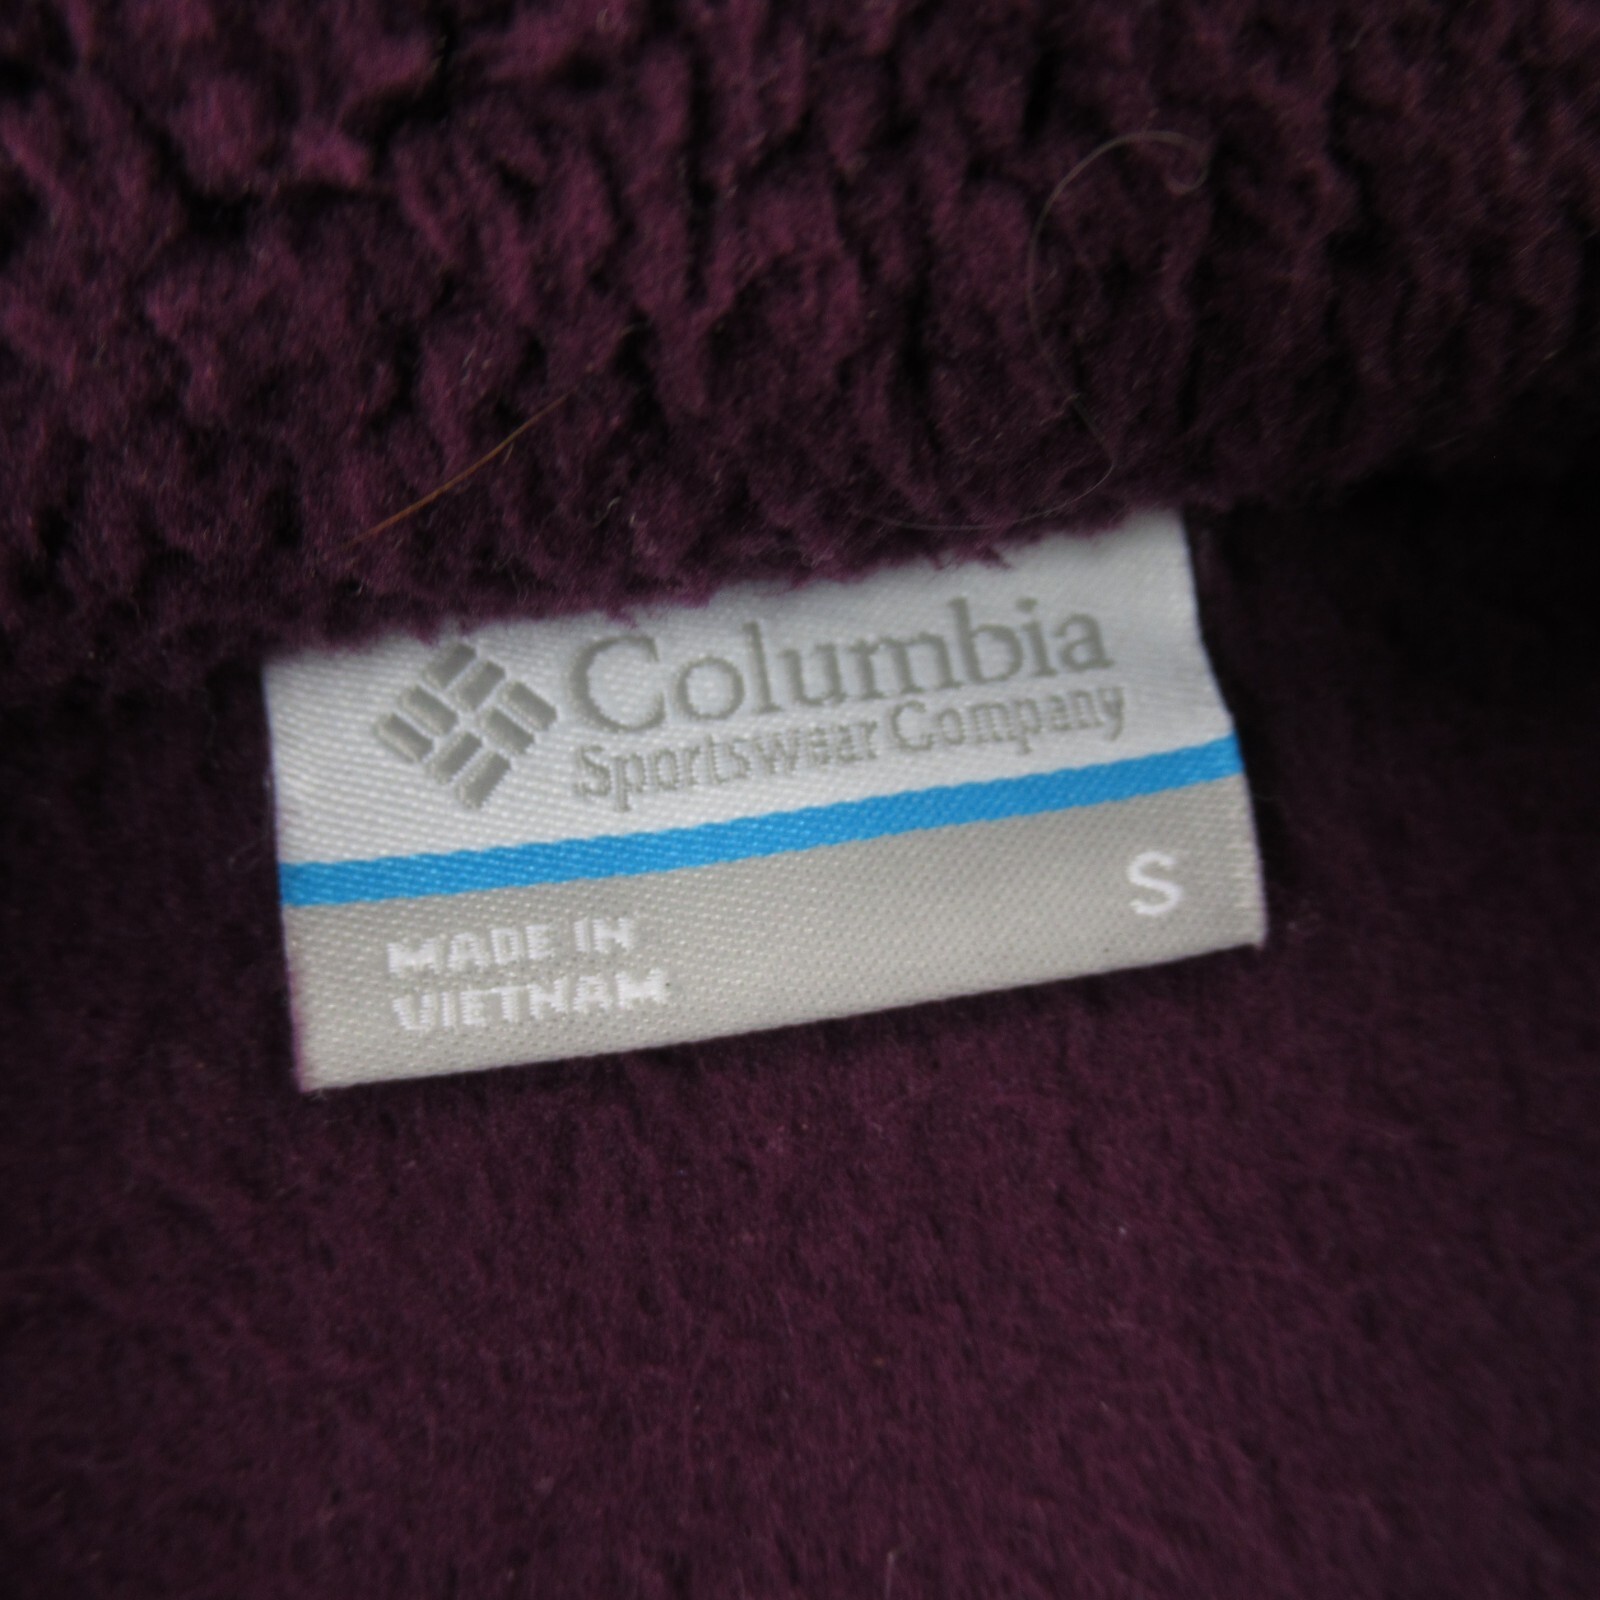 Columbia
Sportswear Company
S
MADE IN
VIETNAM